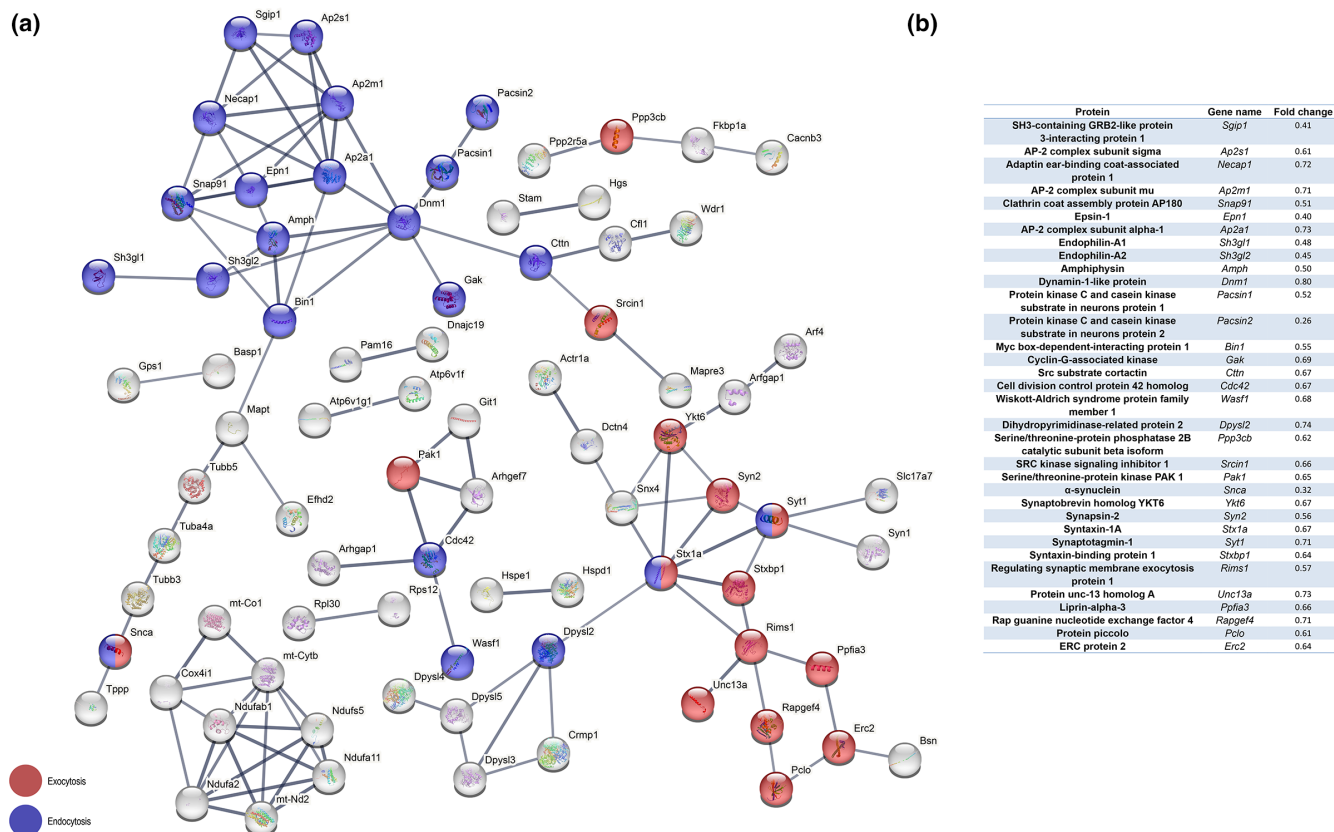 (a)
(b)
Sgip1
Ap2s1
Ap2m1
Necap1
Pacsin2
Ppp3cb
Fkbp1a
Cacnb3
Ppp2r5a
Pacsin1
Ap2a1
Epn1
Snap91
Dnm1
Hgs
Stam
Wdr1
Cfl1
Cttn
Amph
Sh3gl1
Sh3gl2
Gak
Bin1
Srcin1
Dnajc19
Pam16
Basp1
Gps1
Arf4
Actr1a
Mapre3
Arfgap1
Atp6v1f
Atp6v1g1
Mapt
Git1
Ykt6
Dctn4
Pak1
Tubb5
Arhgef7
Syn2
Snx4
Slc17a7
Syt1
Efhd2
Tuba4a
Cdc42
Arhgap1
Syn1
Stx1a
Stxbp1
Hspe1
Hspd1
Tubb3
Rps12
Rpl30
mt-Co1
Snca
Wasf1
Dpysl2
Rims1
mt-Cytb
Cox4i1
Ppfia3
Tppp
Dpysl4
Dpysl5
Unc13a
Ndufab1
Ndufs5
Rapgef4
Crmp1
Erc2
Bsn
Ndufa11
Dpysl3
Pclo
Ndufa2
mt-Nd2
Exocytosis
Endocytosis
Protein Gene name Fold change
SH3-containing GRB2-like protein
3-interacting protein 1 Sgip1 0.41
AP-2 complex subunit sigma Ap2s1 0.61
Adaptin ear-binding coat-associated
protein 1 Necap1 0.72
AP-2 complex subunit mu Ap2m1 0.71
Clathrin coat assembly protein AP180 Snap91 0.51
Epsin-1 Epn1 0.40
AP-2 complex subunit alpha-1 Ap2a1 0.73
Endophilin-A1 Sh3gl1 0.48
Endophilin-A2 Sh3gl2 0.45
Amphiphysin Amph 0.50
Dynamin-1-like protein Dnm1 0.80
Protein kinase C and casein kinase
substrate in neurons protein 1 Pacsin1 0.52
Protein kinase C and casein kinase
substrate in neurons protein 2 Pacsin2 0.26
Myc box-dependent-interacting protein 1 Bin1 0.55
Cyclin-G-associated kinase Gak 0.69
Src substrate cortactin Cttn 0.67
Cell division control protein 42 homolog Cdc42 0.67
Wiskott-Aldrich syndrome protein family
member 1 Wasf1 0.68
Dihydropyrimidinase-related protein 2 Dpysl2 0.74
Serine/threonine-protein phosphatase 2B
catalytic subunit beta isoform Ppp3cb 0.62
SRC kinase signaling inhibitor 1 Srcin1 0.66
Serine/threonine-protein kinase PAK 1 Pak1 0.65
α-synuclein Snca 0.32
Synaptobrevin homolog YKT6 Ykt6 0.67
Synapsin-2 Syn2 0.56
Syntaxin-1A Stx1a 0.67
Synaptotagmin-1 Syt1 0.71
Syntaxin-binding protein 1 Stxbp1 0.64
Regulating synaptic membrane exocytosis
protein 1 Rims1 0.57
Protein unc-13 homolog A Unc13a 0.73
Liprin-alpha-3 Ppfia3 0.66
Rap guanine nucleotide exchange factor 4 Rapgef4 0.71
Protein piccolo Pclo 0.61
ERC protein 2 Erc2 0.64